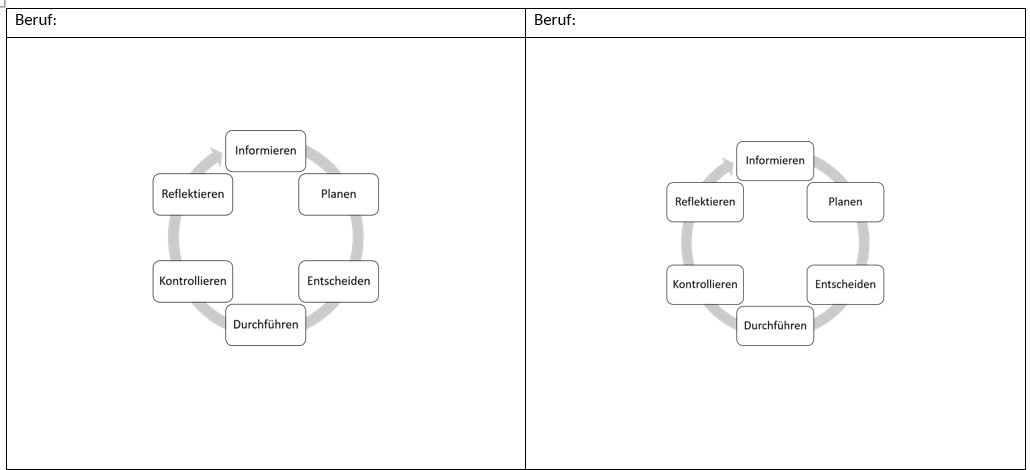 Beruf:
Informieren
Reflektieren
Planen
Kontrollieren
Entscheiden
Durchführen
Beruf:
Informieren
Reflektieren
Planen
Kontrollieren
Entscheiden
Durchführen